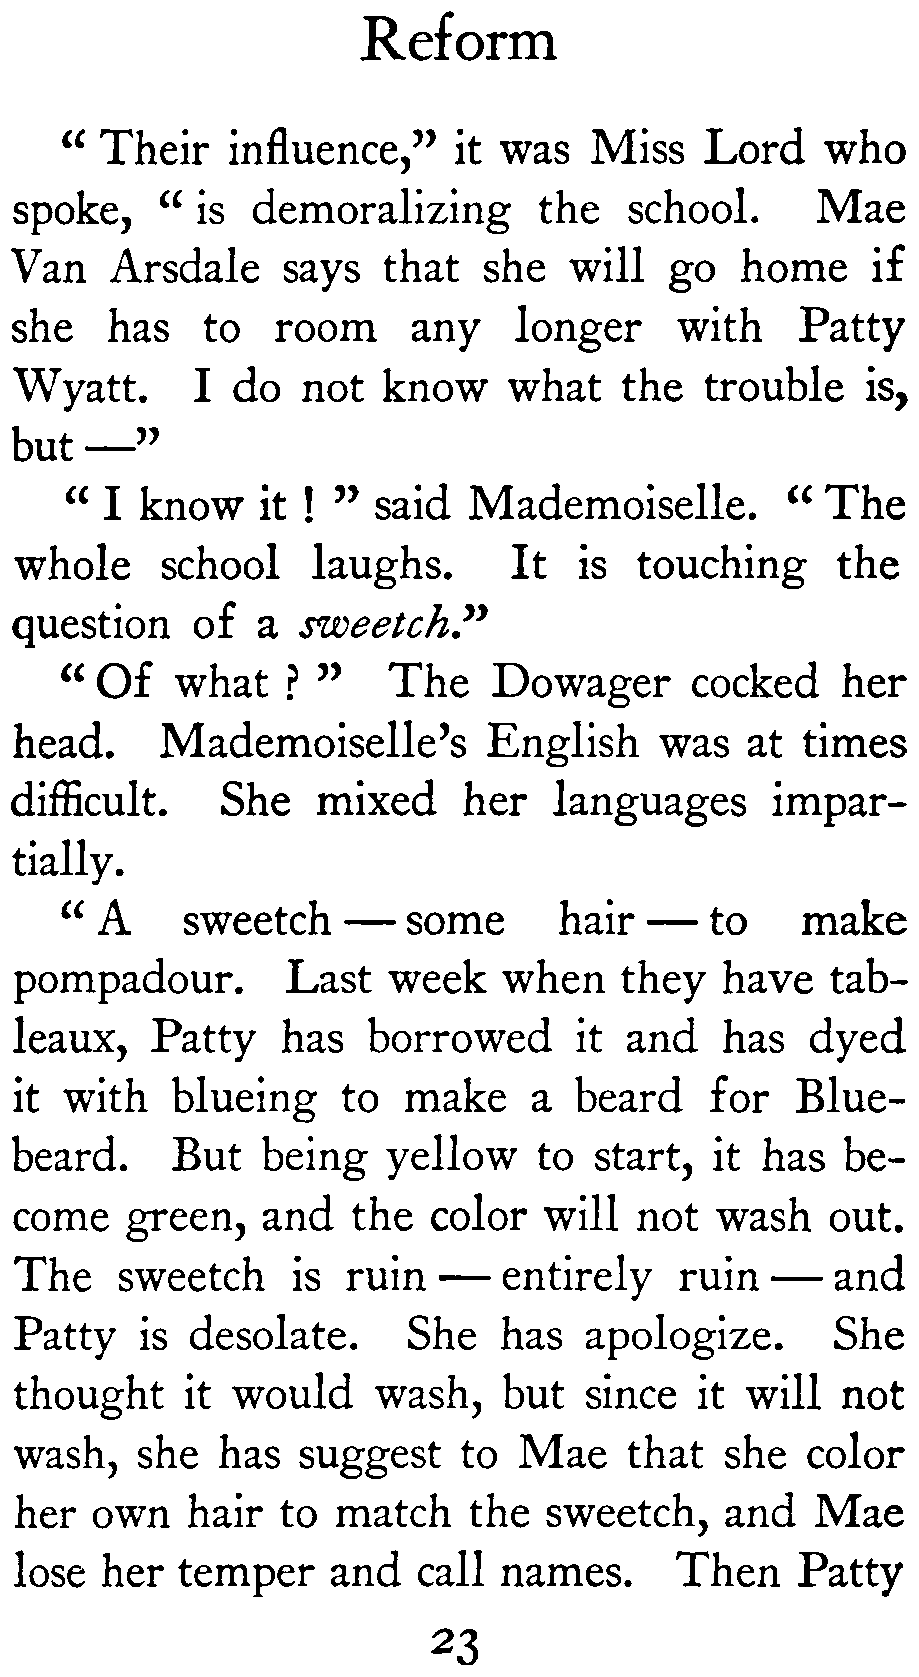 Reform
“ Their influence,” it was Miss Lord who
spoke, “ is demoralizing the school. Mae
Van Arsdale says that she will go home if
she has to room any longer with Patty
Wyatt. I do not know what the trouble is,
but —”
“ I know it ! ” said Mademoiselle. “ The
whole school laughs. It is touching the
question of a sweetch.”
“ Of what ? ” The Dowager cocked her
head. Mademoiselle’s English was at times
difficult. She mixed her languages impar-
tially.
“ A sweetch — some hair — to make
pompadour. Last week when they have tab-
leaux, Patty has borrowed it and has dyed
it with blueing to make a beard for Blue-
beard. But being yellow to start, it has be-
come green, and the color will not wash out.
The sweetch is ruin — entirely ruin — and
Patty is desolate. She has apologize. She
thought it would wash, but since it will not
wash, she has suggest to Mae that she color
her own hair to match the sweetch, and Mae
lose her temper and call names. Then Patty
23